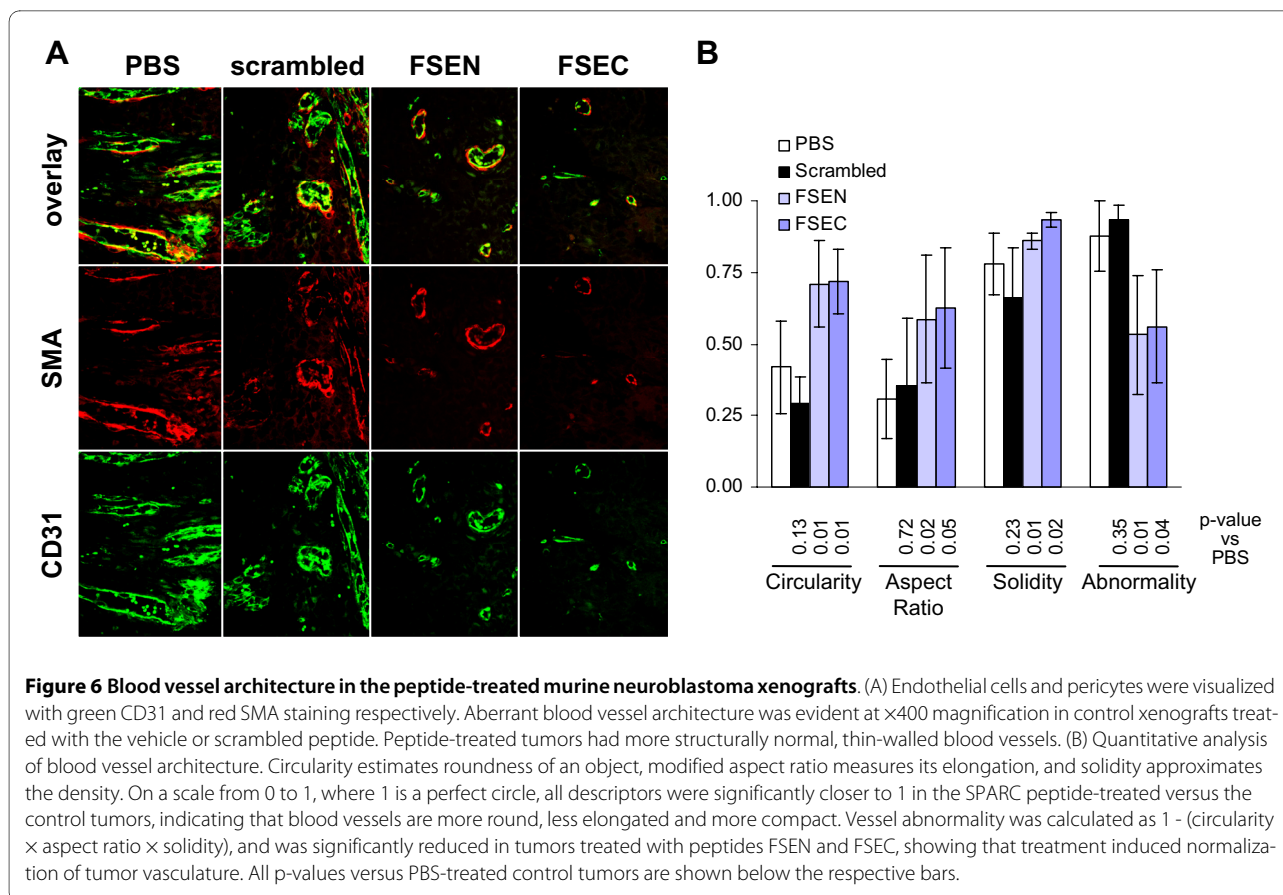 A
PBS scrambled FSEN FSEC
overlay
SMA
CD31
B
PBS
Scrambled
FSEN
FSEC
1.00
0.75
0.50
0.25
0.00
0.13 0.01 0.01 0.72 0.02 0.05 0.23 0.01 0.02 0.35 0.01 0.04
p-value
vs
PBS
Circularity Aspect Ratio Solidity Abnormality
Figure 6 Blood vessel architecture in the peptide-treated murine neuroblastoma xenografts. (A) Endothelial cells and pericytes were visualized
with green CD31 and red SMA staining respectively. Aberrant blood vessel architecture was evident at ×400 magnification in control xenografts treat-
ed with the vehicle or scrambled peptide. Peptide-treated tumors had more structurally normal, thin-walled blood vessels. (B) Quantitative analysis
of blood vessel architecture. Circularity estimates roundness of an object, modified aspect ratio measures its elongation, and solidity approximates
the density. On a scale from 0 to 1, where 1 is a perfect circle, all descriptors were significantly closer to 1 in the SPARC peptide-treated versus the
control tumors, indicating that blood vessels are more round, less elongated and more compact. Vessel abnormality was calculated as 1 - (circularity
× aspect ratio × solidity), and was significantly reduced in tumors treated with peptides FSEN and FSEC, showing that treatment induced normaliza-
tion of tumor vasculature. All p-values versus PBS-treated control tumors are shown below the respective bars.